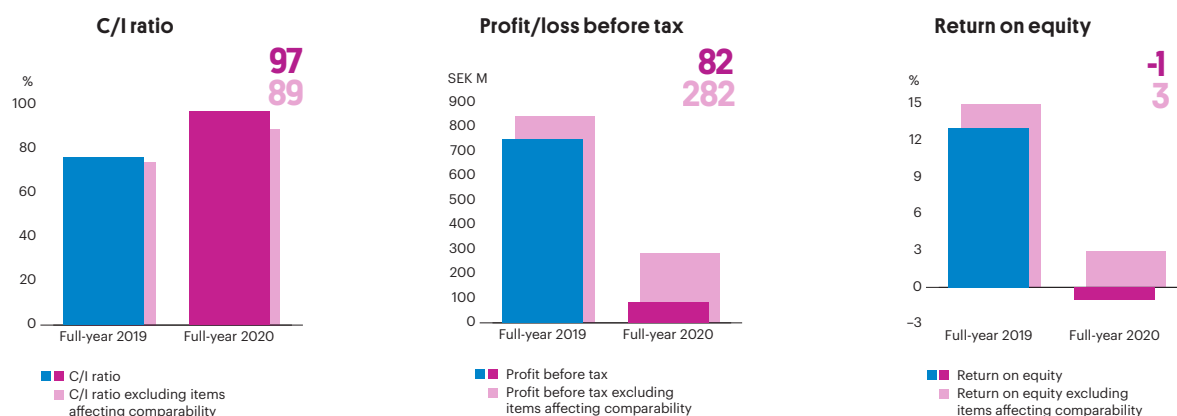 C/I ratio
97
89
%
100
80
60
40
20
0
Full-year 2019
Full-year 2020
C/I ratio
C/I ratio excluding items
affecting comparability
Profit/loss before tax
82
282
SEK M
900
800
700
600
500
400
300
200
100
0
Full-year 2019
Full-year 2020
Profit before tax
Profit before tax excluding
items affecting comparability
Return on equity
-1
3
%
15
12
9
6
3
0
–3
Full-year 2019
Full-year 2020
Return on equity
Return on equity excluding
items affecting comparability